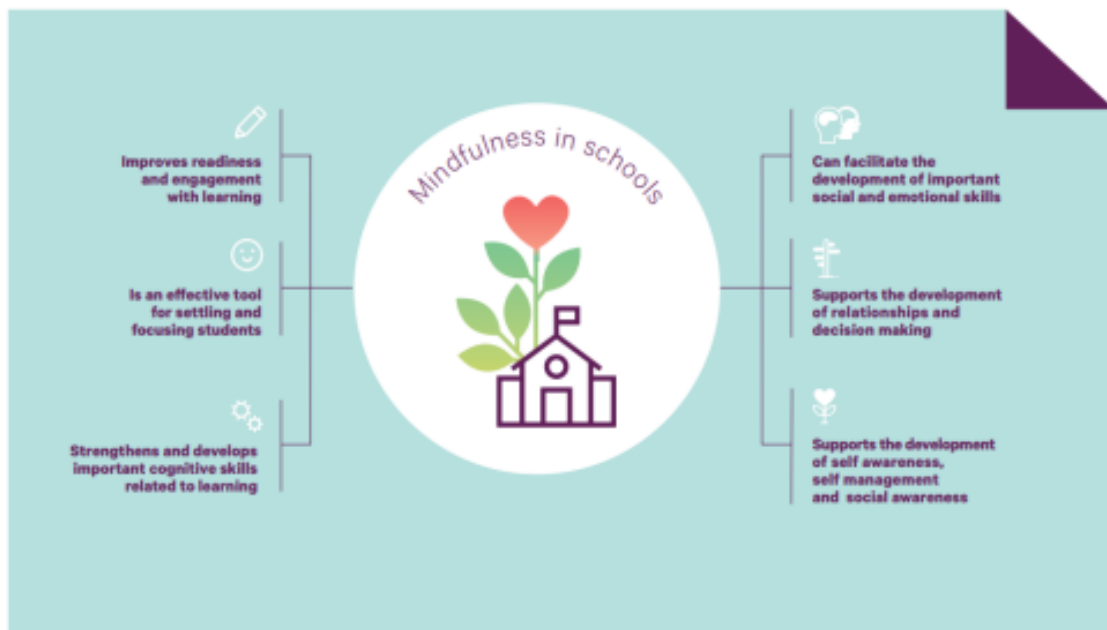 Mindfulness in schools
Improves readiness
and engagement
with learning
Is an effective tool
for settling and
focusing students
Strengthens and develops
important cognitive skills
related to learning
Can facilitate the
development of important
social and emotional skills
Supports the development
of relationships and
decision making
Supports the development
of self awareness,
self management
and social awareness